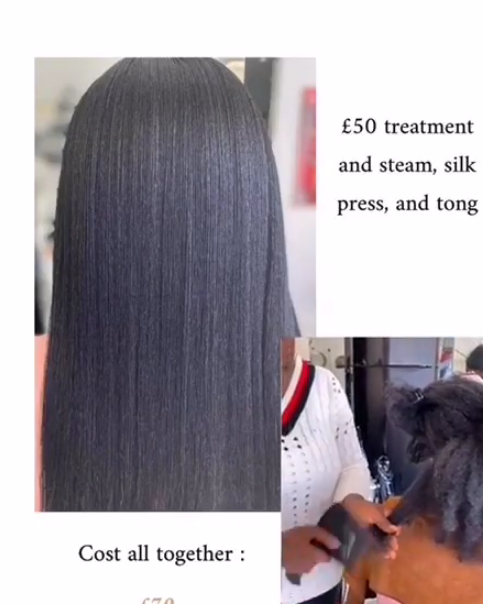 £50 treatment
and steam, silk
press, and tong
Cost all together :